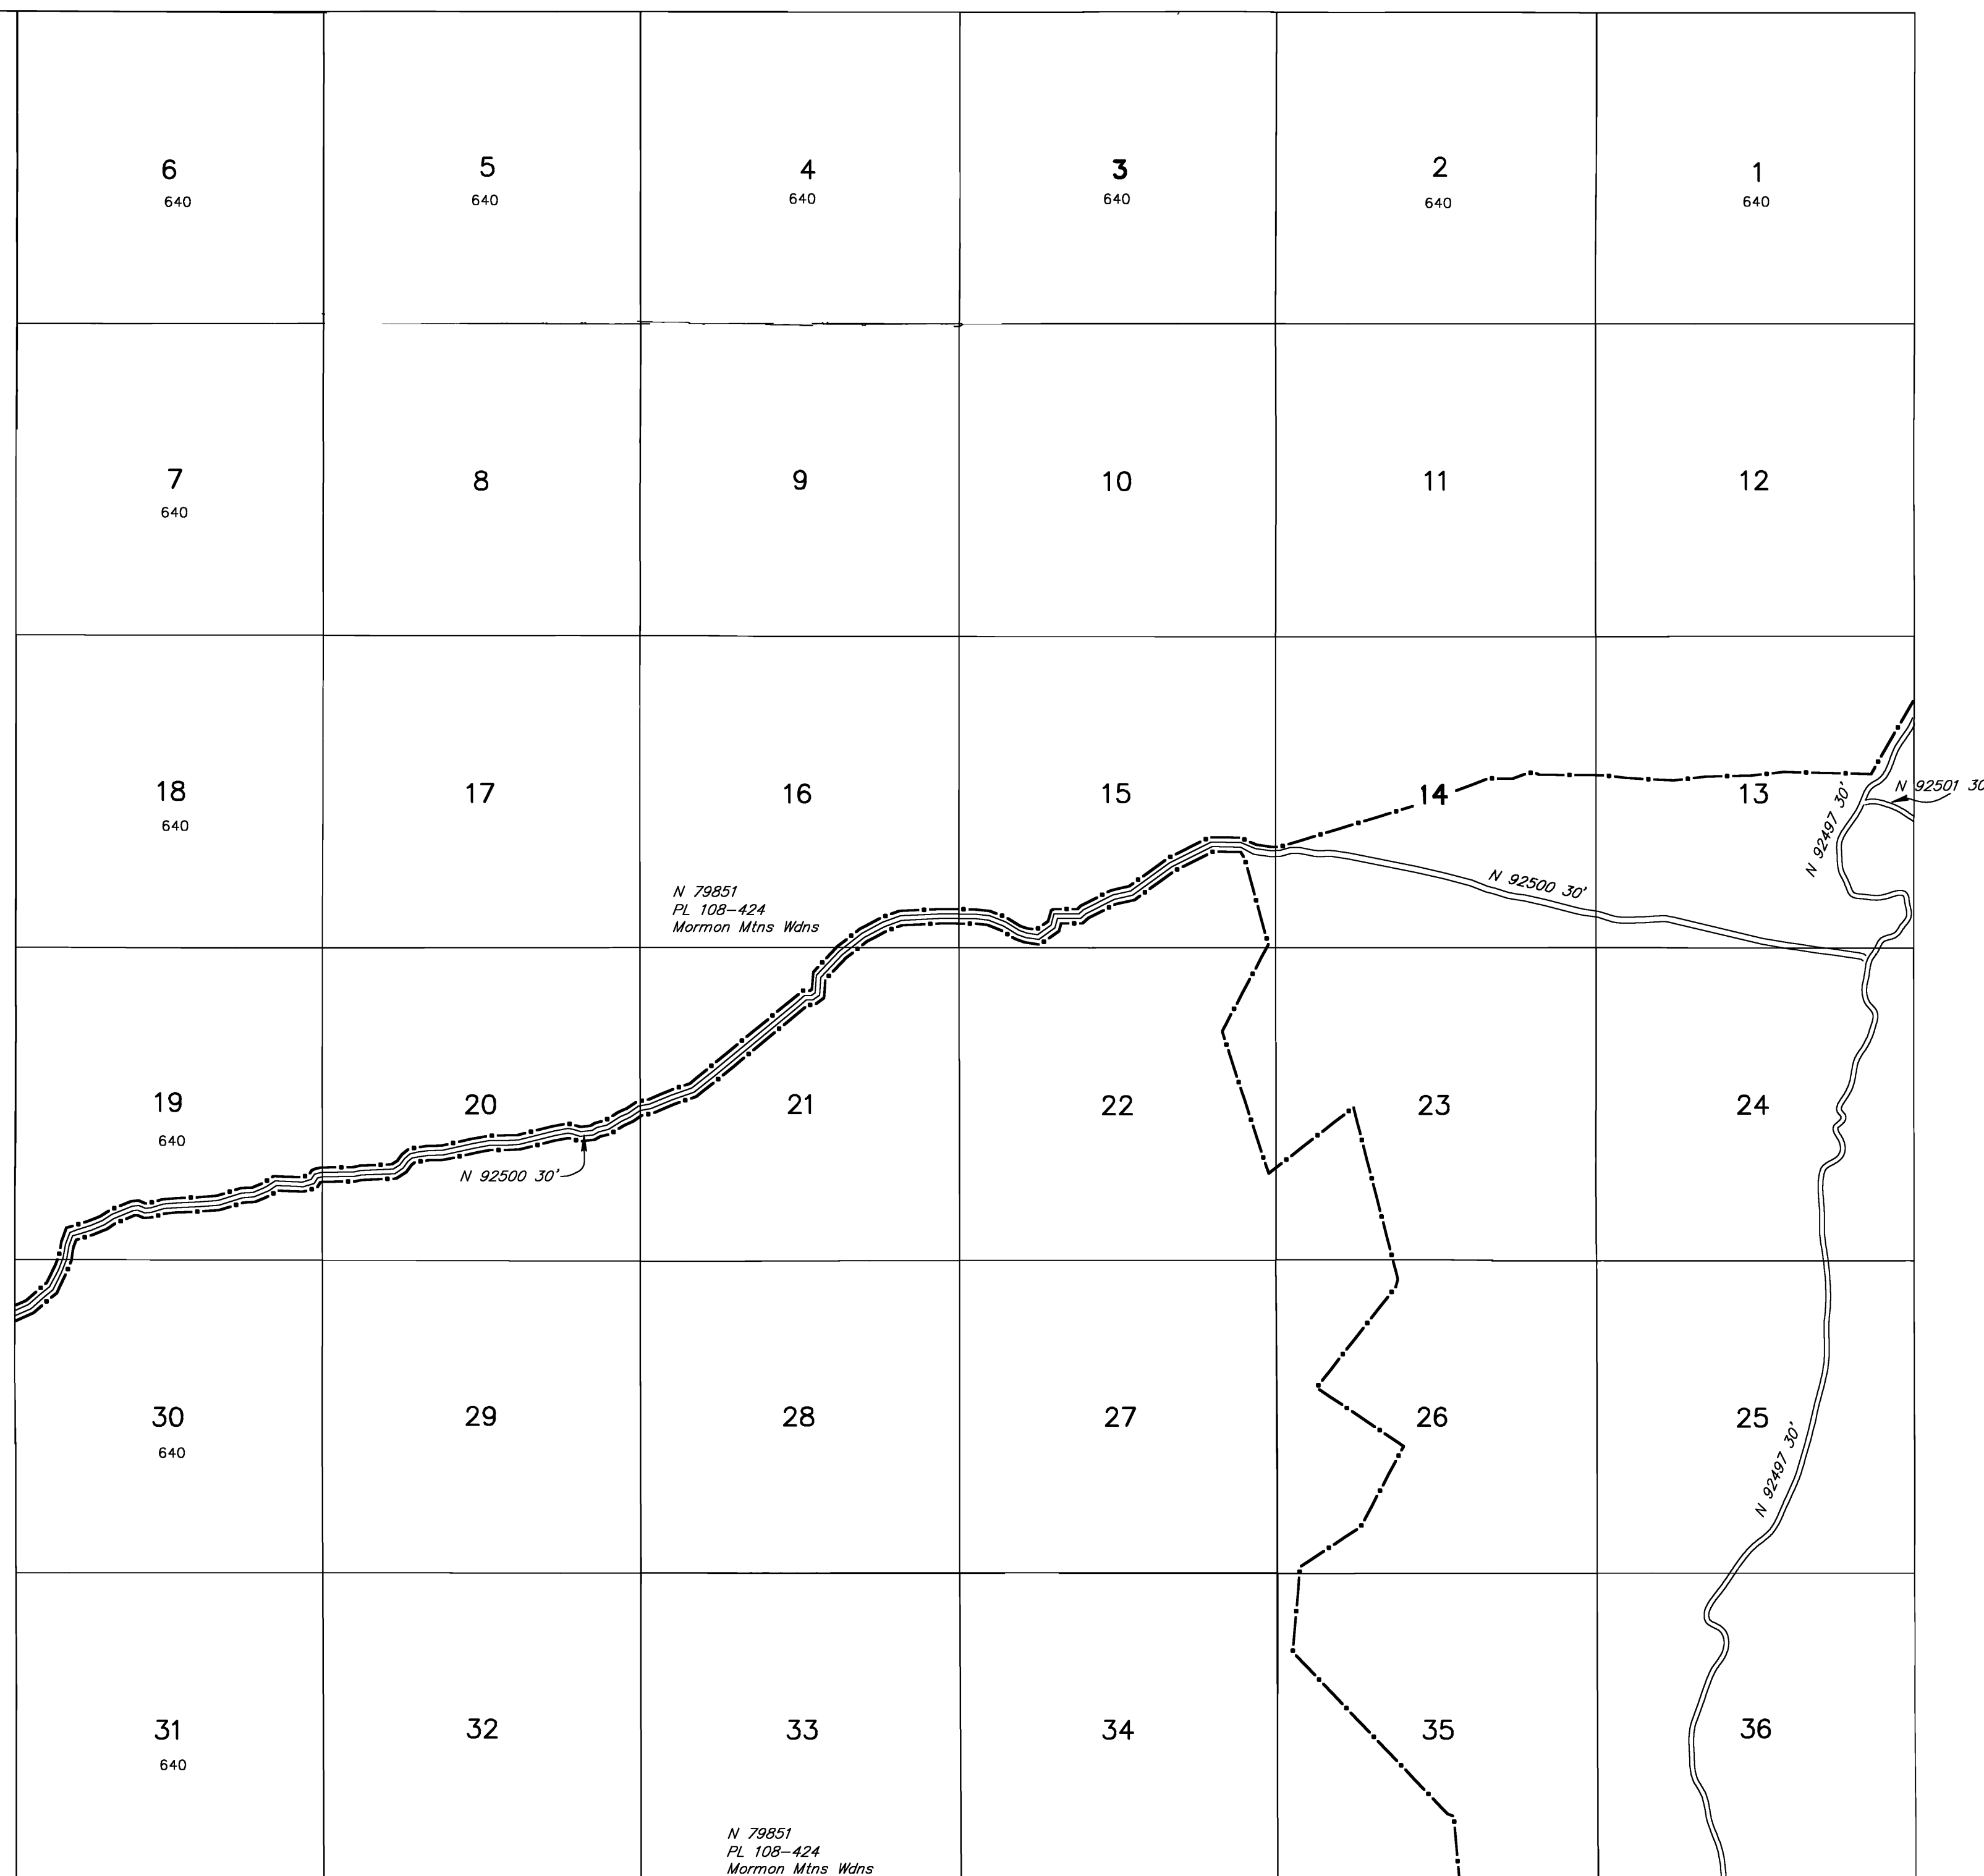 6 5 4 3 2 1
640 640 640 640 640 640
7 8 9 10 11 12
640
18 17 16 15 14 13
640
N 92497 30'
N 92501 30
N 79851
PL 108-424
Mormon Mtns Wdns
N 92500 30'
19 20 21 22 23 24
640
N 92500 30'
30 29 28 27 26 25
640
N 92497 30'
31 32 33 34 35 36
640
N 79851
PL 108-424
Mormon Mtns Wdns